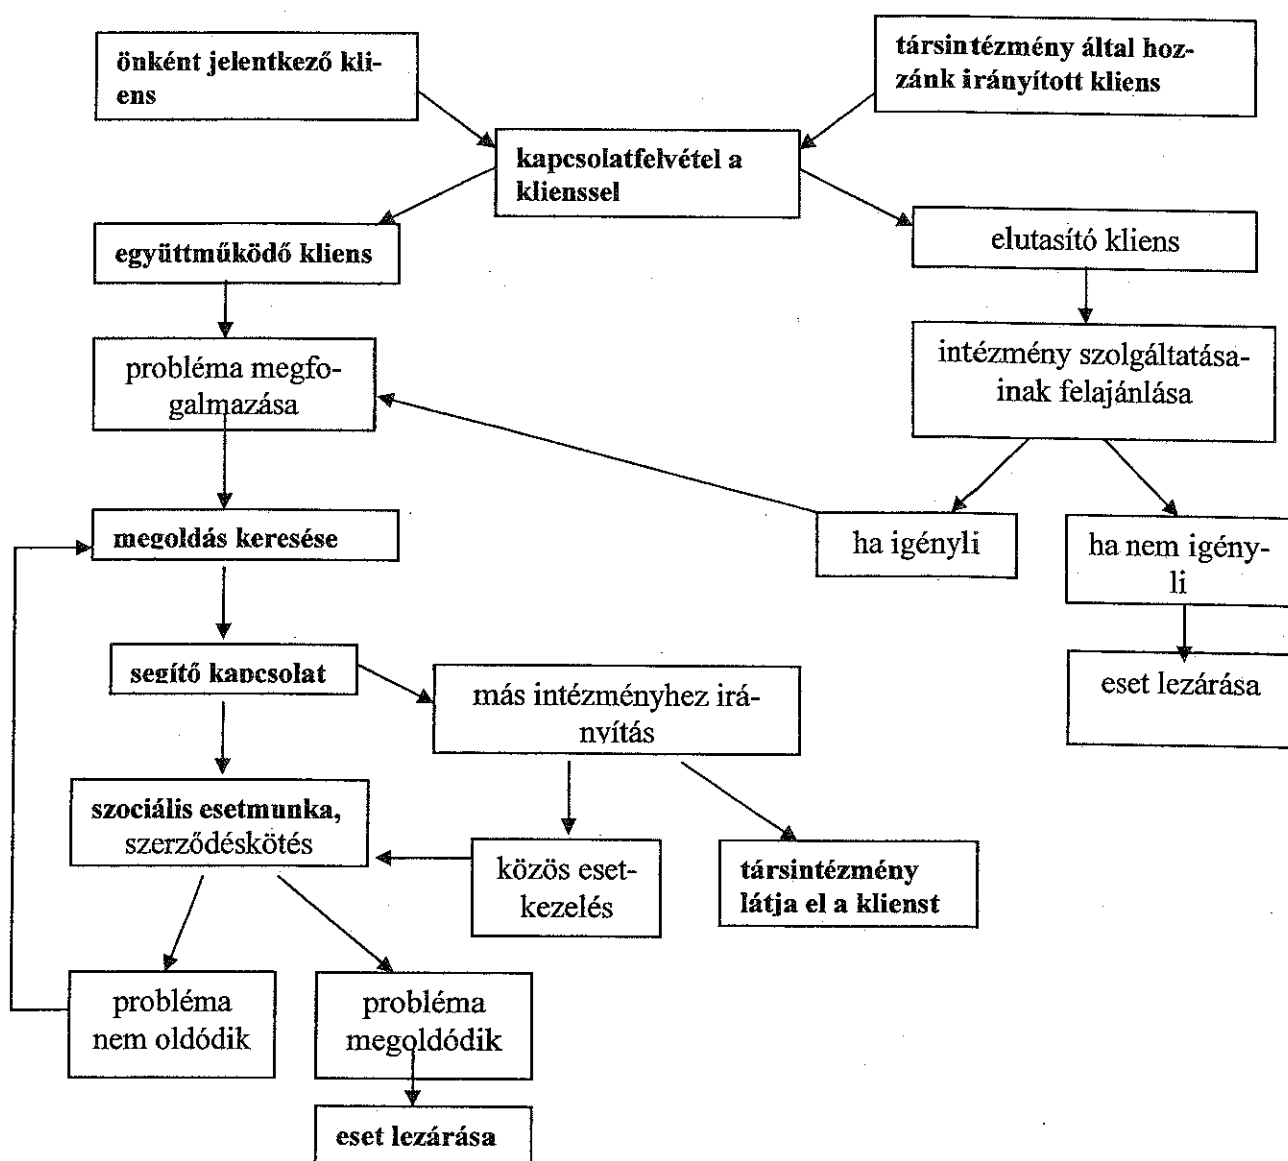 önként jelentkező kli-
ens
társintézmény által hoz-
zánk irányított kliens
kapcsolatfelvétel a
klienssel
együttműködő kliens
elutasító kliens
probléma megfo-
galmazása
intézmény szolgáltatása-
inak felajánlása
megoldás keresése
ha igényli
ha nem igény-
li
segítő kapcsolat
más intézményhez irá-
nyítás
eset lezárása
szociális esetmunka,
szerződéskötés
közös eset-
kezelés
társintézmény
látja el a klienst
probléma
nem oldódik
probléma
megoldódik
eset lezárása